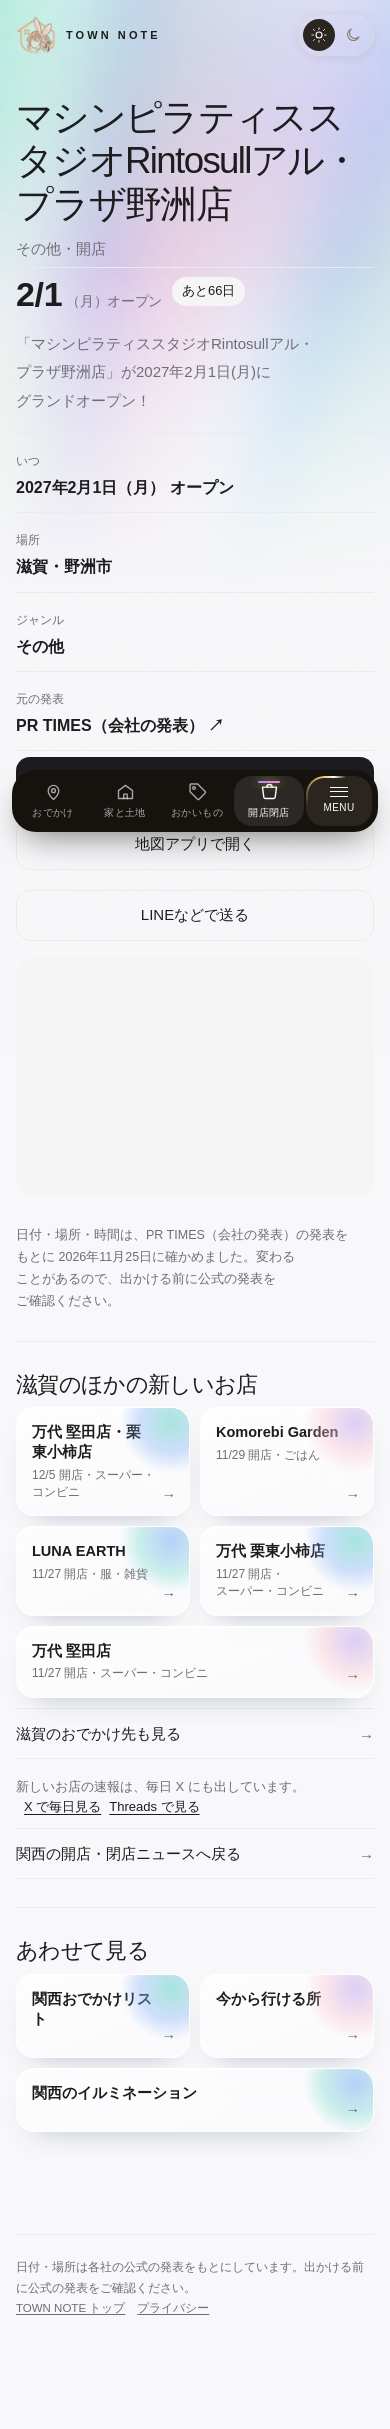 TOWN NOTE
マシンピラティスス
タジオRintosullアル・
プラザ野洲店
その他・開店
2/1 （月）オープン あと66日
「マシンピラティススタジオRintosullアル・
プラザ野洲店」が2027年2月1日(月)に
グランドオープン！
いつ
2027年2月1日（月） オープン
場所
滋賀・野洲市
ジャンル
その他
元の発表
PR TIMES（会社の発表） ↗
おでかけ
家と土地
おかいもの
開店閉店
MENU
地図アプリで開く
LINEなどで送る
日付・場所・時間は、PR TIMES（会社の発表）の発表を
もとに 2026年11月25日に確かめました。変わる
ことがあるので、出かける前に公式の発表を
ご確認ください。
滋賀のほかの新しいお店
万代 堅田店・栗
東小柿店
12/5 開店・スーパー・
コンビニ
→
Komorebi Garden
11/29 開店・ごはん
→
LUNA EARTH
11/27 開店・服・雑貨
→
万代 栗東小柿店
11/27 開店・
スーパー・コンビニ
→
万代 堅田店
11/27 開店・スーパー・コンビニ
→
滋賀のおでかけ先も見る →
新しいお店の速報は、毎日 X にも出しています。
X で毎日見る Threads で見る
関西の開店・閉店ニュースへ戻る →
あわせて見る
関西おでかけリス
ト
→
今から行ける所
→
関西のイルミネーション
→
日付・場所は各社の公式の発表をもとにしています。出かける前
に公式の発表をご確認ください。
TOWN NOTE トップ プライバシー